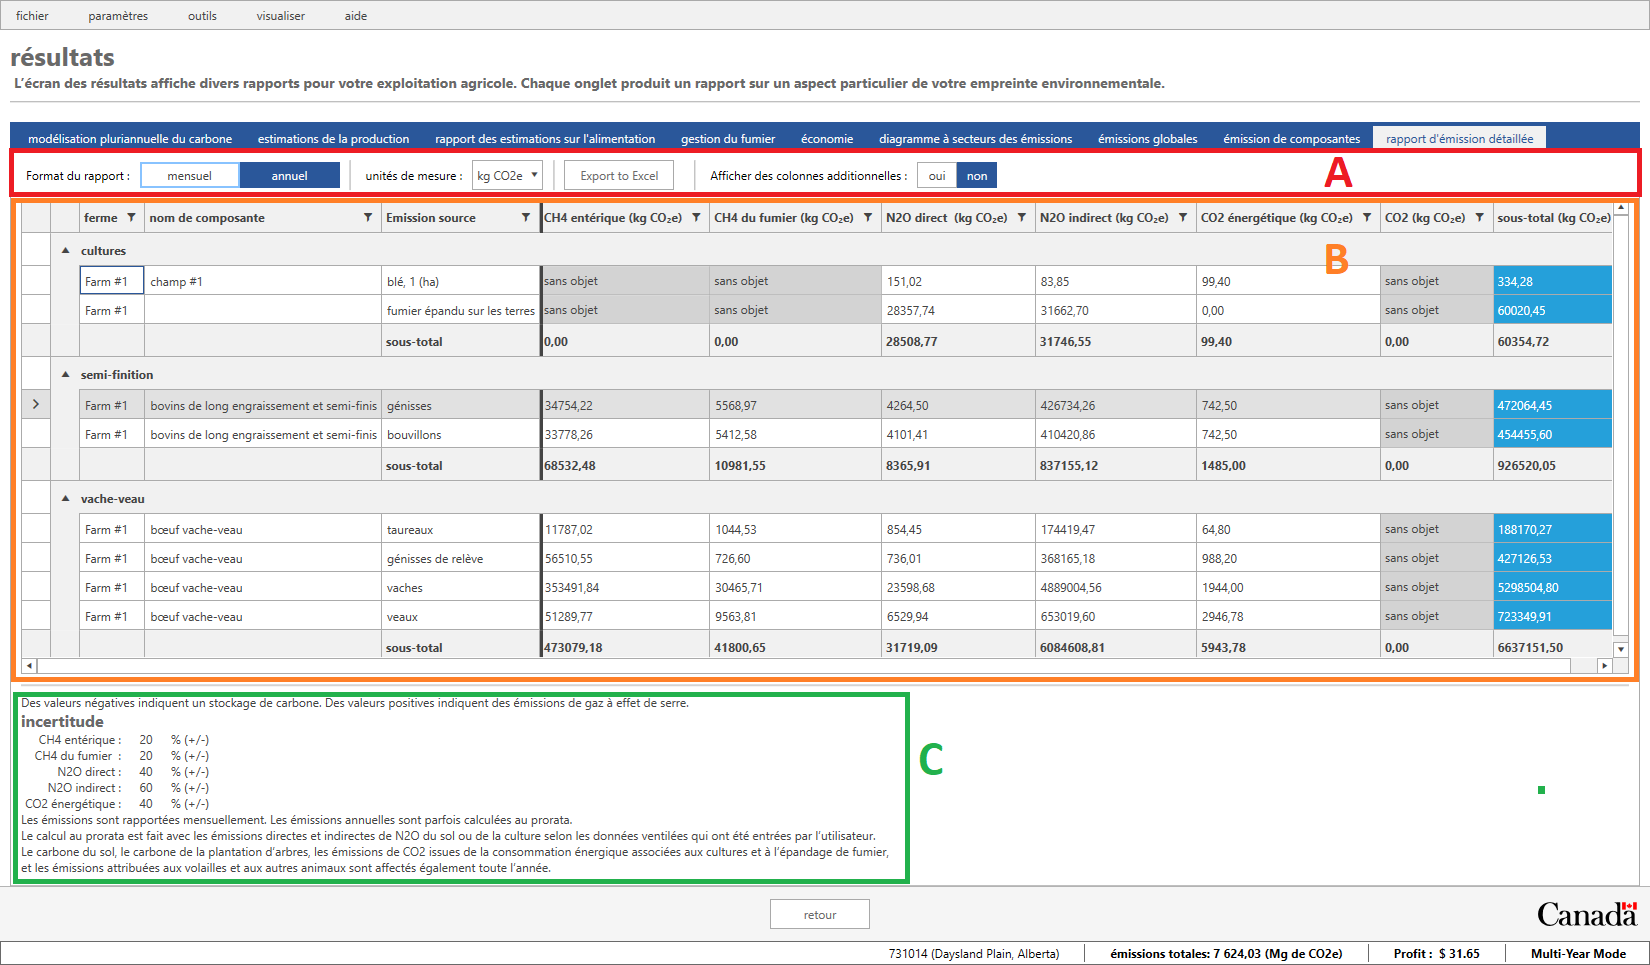 fichier paramètres outils visualiser aide
résultats
L’écran des résultats affiche divers rapports pour votre exploitation agricole. Chaque onglet produit un rapport sur un aspect particulier de votre empreinte environnementale.
modélisation pluriannuelle du carbone estimations de la production rapport des estimations sur l'alimentation gestion du fumier économie diagramme à secteurs des émissions émissions globales émission de composantes rapport d'émission détaillée
Format du rapport : mensuel annuel unités de mesure : kg CO2e Export to Excel Afficher des colonnes additionnelles : oui non A
ferme nom de composante Emission source CH4 entérique (kg CO₂e) CH4 du fumier (kg CO₂e) N2O direct (kg CO₂e) N2O indirect (kg CO₂e) CO2 énergétique (kg CO₂e) CO2 (kg CO₂e) sous-total (kg CO₂e)
cultures B
Farm #1 champ #1 blé, 1 (ha) sans objet sans objet 151,02 83,85 99,40 sans objet 334,28
Farm #1 fumier épandu sur les terres sans objet sans objet 28357,74 31662,70 0,00 sans objet 60020,45
sous-total 0,00 0,00 28508,77 31746,55 99,40 0,00 60354,72
semi-finition
Farm #1 bovins de long engraissement et semi-finis génisses 34754,22 5568,97 4264,50 426734,26 742,50 sans objet 472064,45
Farm #1 bovins de long engraissement et semi-finis bouvillons 33778,26 5412,58 4101,41 410420,86 742,50 sans objet 454455,60
sous-total 68532,48 10981,55 8365,91 837155,12 1485,00 0,00 926520,05
vache-veau
Farm #1 bœuf vache-veau taureaux 11787,02 1044,53 854,45 174419,47 64,80 sans objet 188170,27
Farm #1 bœuf vache-veau génisses de relève 56510,55 726,60 736,01 368165,18 988,20 sans objet 427126,53
Farm #1 bœuf vache-veau vaches 353491,84 30465,71 23598,68 4889004,56 1944,00 sans objet 5298504,80
Farm #1 bœuf vache-veau veaux 51289,77 9563,81 6529,94 653019,60 2946,78 sans objet 723349,91
sous-total 473079,18 41800,65 31719,09 6084608,81 5943,78 0,00 6637151,50
Des valeurs négatives indiquent un stockage de carbone. Des valeurs positives indiquent des émissions de gaz à effet de serre.
incertitude
CH4 entérique : 20 % (+/-)
CH4 du fumier : 20 % (+/-)
C
N2O direct : 40 % (+/-)
N2O indirect : 60 % (+/-)
CO2 énergétique : 40 % (+/-)
Les émissions sont rapportées mensuellement. Les émissions annuelles sont parfois calculées au prorata.
Le calcul au prorata est fait avec les émissions directes et indirectes de N2O du sol ou de la culture selon les données ventilées qui ont été entrées par l’utilisateur.
Le carbone du sol, le carbone de la plantation d’arbres, les émissions de CO2 issues de la consommation énergique associées aux cultures et à l’épandage de fumier,
et les émissions attribuées aux volailles et aux autres animaux sont affectés également toute l’année.
retour
Canada
731014 (Daysland Plain, Alberta) émissions totales: 7 624,03 (Mg de CO2e) Profit : $ 31.65 Multi-Year Mode